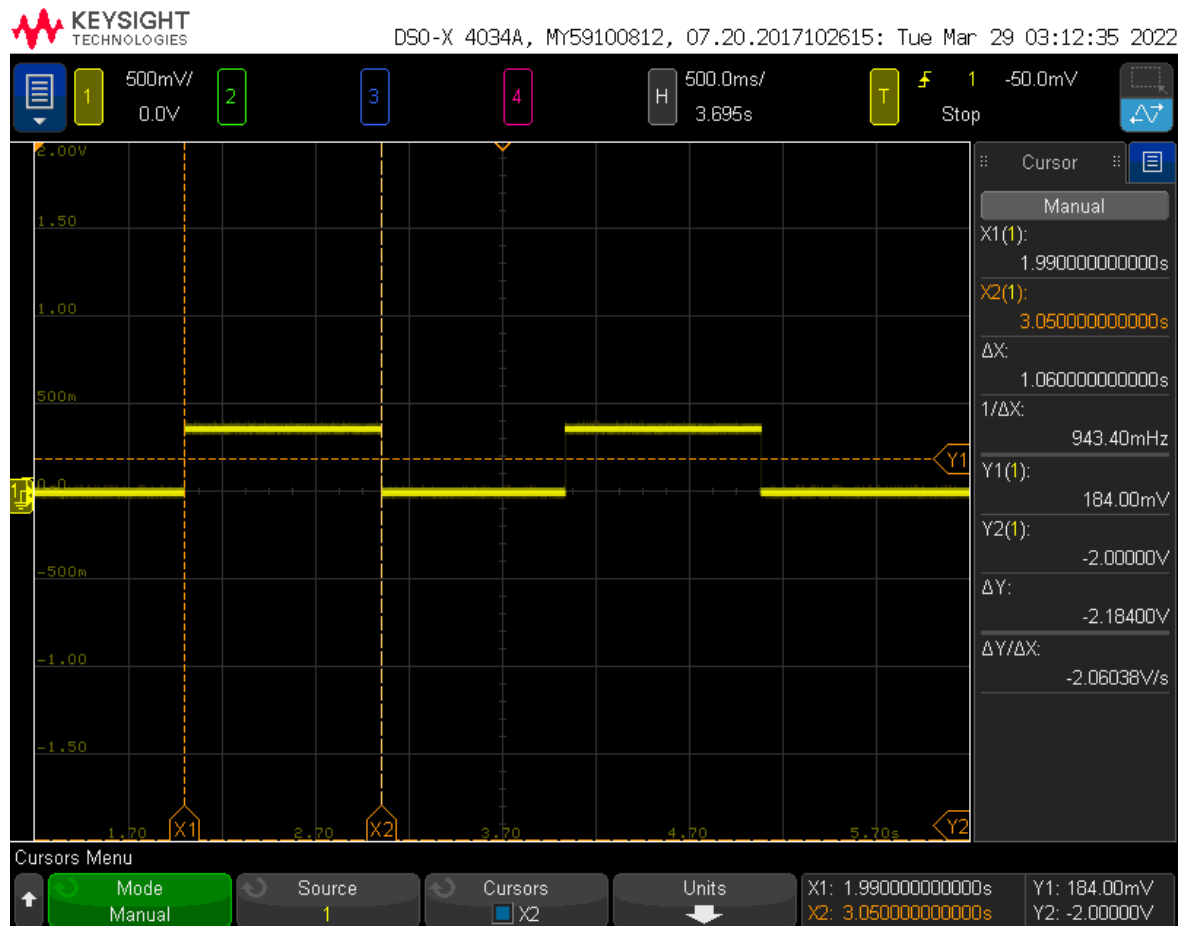 KEYSIGHT
TECHNOLOGIES
DSO-X 4034A, MY59100812, 07.20.2017102615: Tue Mar 29 03:12:35 2022
1
500mV/
0.0V
2
3
4
H
500.0ms/
3.695s
T
1
-50.0mV
Stop
2.00V
1.50
1.00
500m
0.0
-500m
-1.00
-1.50
1
Y1
Y2
1.70
X1
2.70
X2
3.70
4.70
5.70s
Cursor
Manual
X1(1):
1.990000000000s
X2(1):
3.050000000000s
ΔX:
1.060000000000s
1/ΔX:
943.40mHz
Y1(1):
184.00mV
Y2(1):
-2.00000V
ΔY:
-2.18400V
ΔY/ΔX:
-2.06038V/s
Cursors Menu
Mode
Manual
Source
1
Cursors
X2
Units
X1: 1.990000000000s
X2: 3.050000000000s
Y1: 184.00mV
Y2: -2.00000V